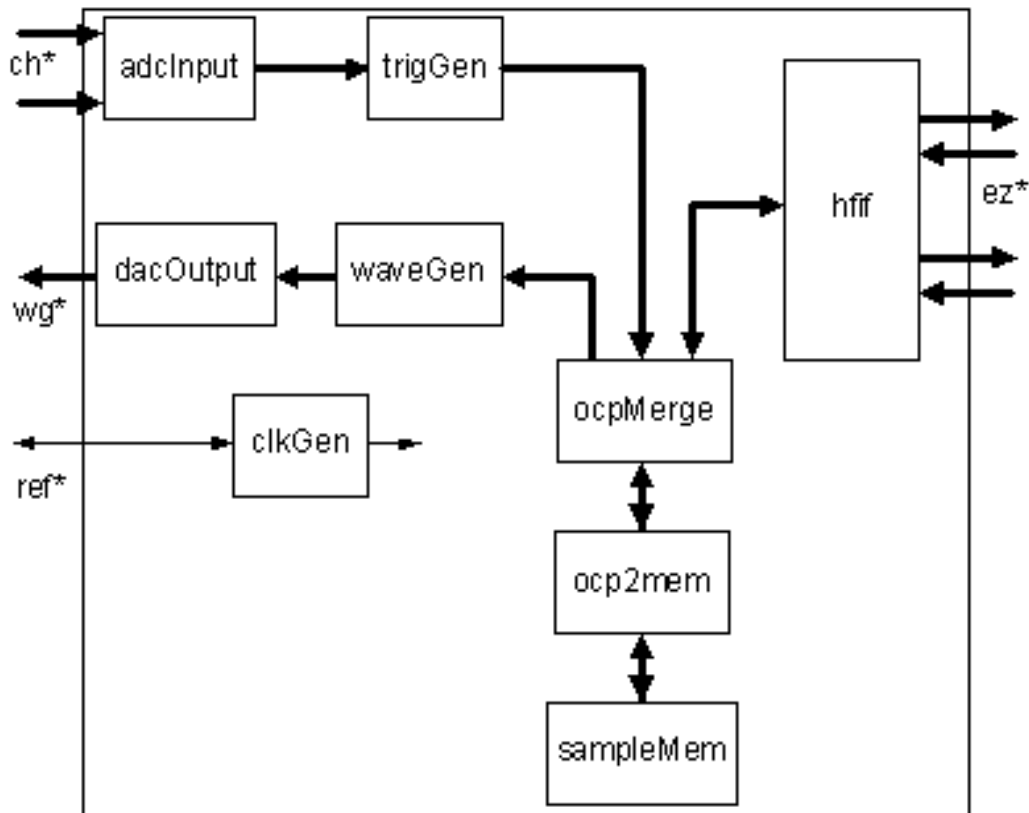 ch*
adcInput
trigGen
hfif
ez*
wg*
dacOutput
waveGen
ref*
clkGen
ocpMerge
ocp2mem
sampleMem